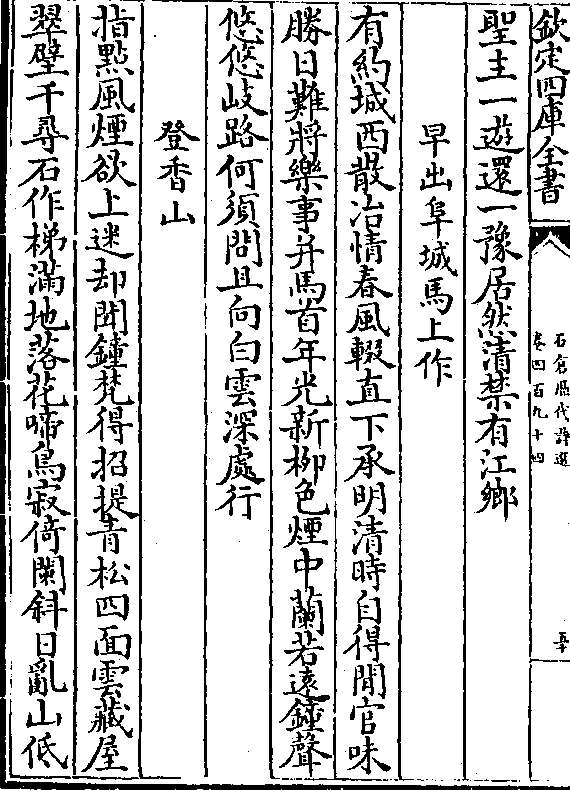 欽定四庫全書
石倉歷代詩選
卷四百九十四
聖主一遊還一豫居然清禁有江鄉
早出阜城馬上作
有約城西散冶情春風輟直下承明清時自得閒官味
勝日難將樂事并馬首年光新柳色煙中蘭若遠鐘聲
悠悠岐路何須問且向白雲深處行
登香山
指點風煙欲上迷却聞鐘梵得招提青松四面雲藏屋
翠壁千尋石作梯滿地落花啼鳥寂倚闌斜日亂山低